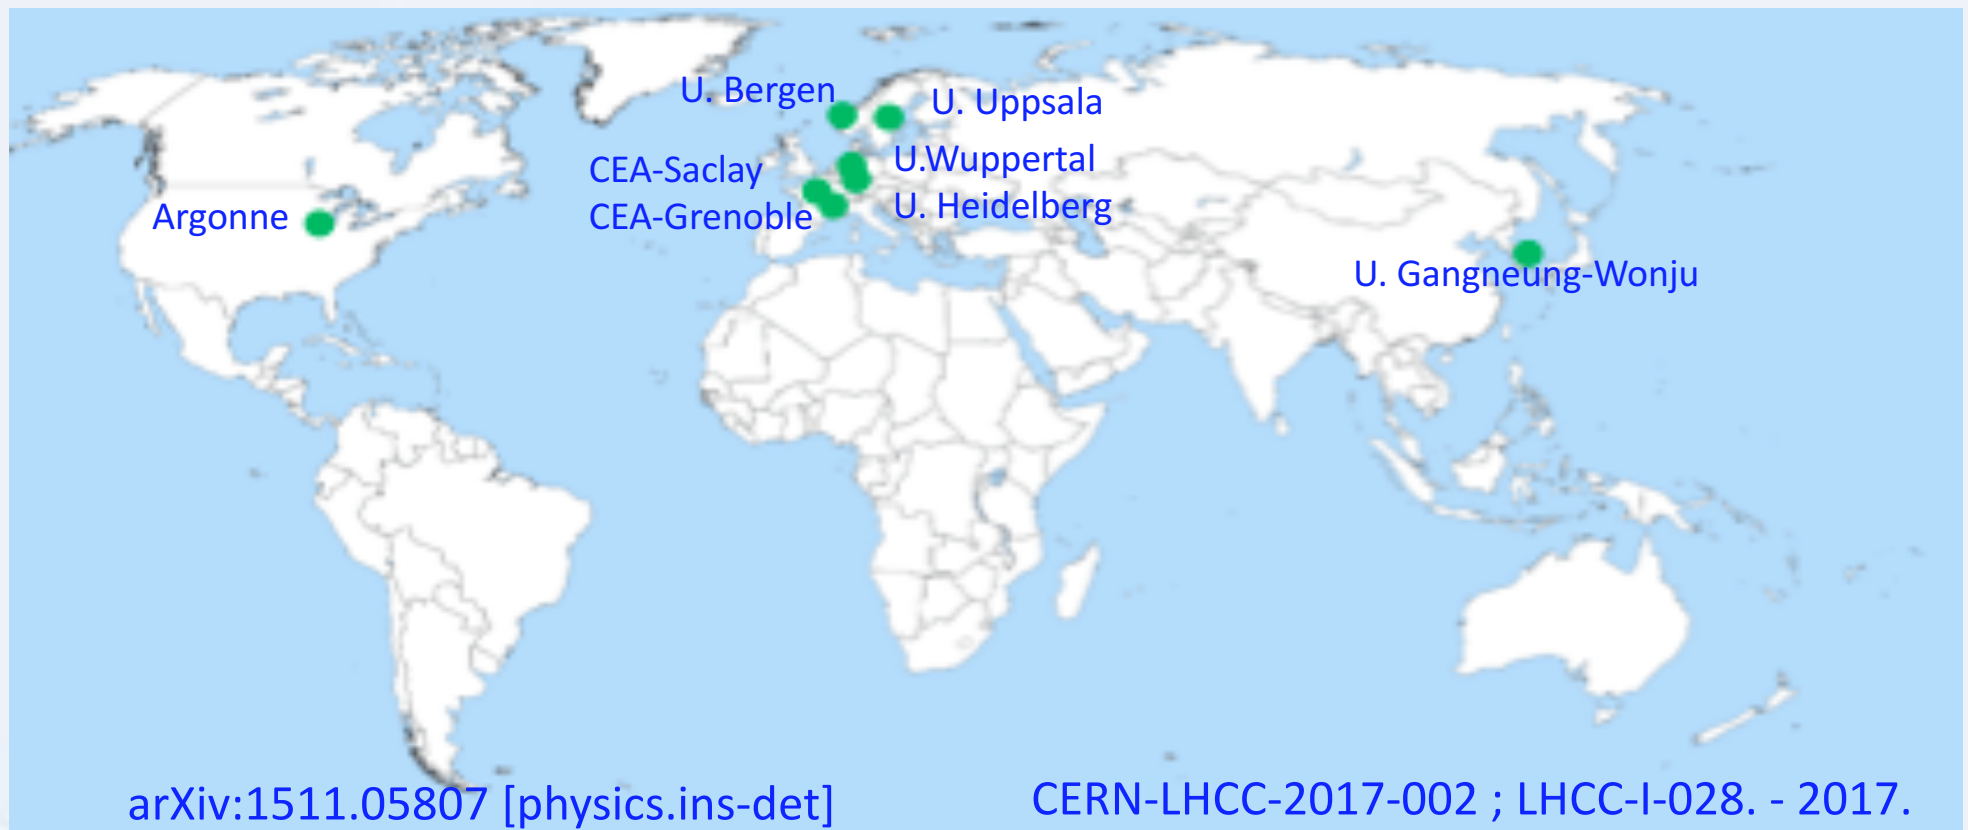 U. Bergen
U. Uppsala
CEA-Saclay
U.Wuppertal
Argonne
CEA-Grenoble
U. Heidelberg
U. Gangneung-Wonju
arXiv:1511.05807 [physics.ins-det]
CERN-LHCC-2017-002 ; LHCC-I-028. - 2017.